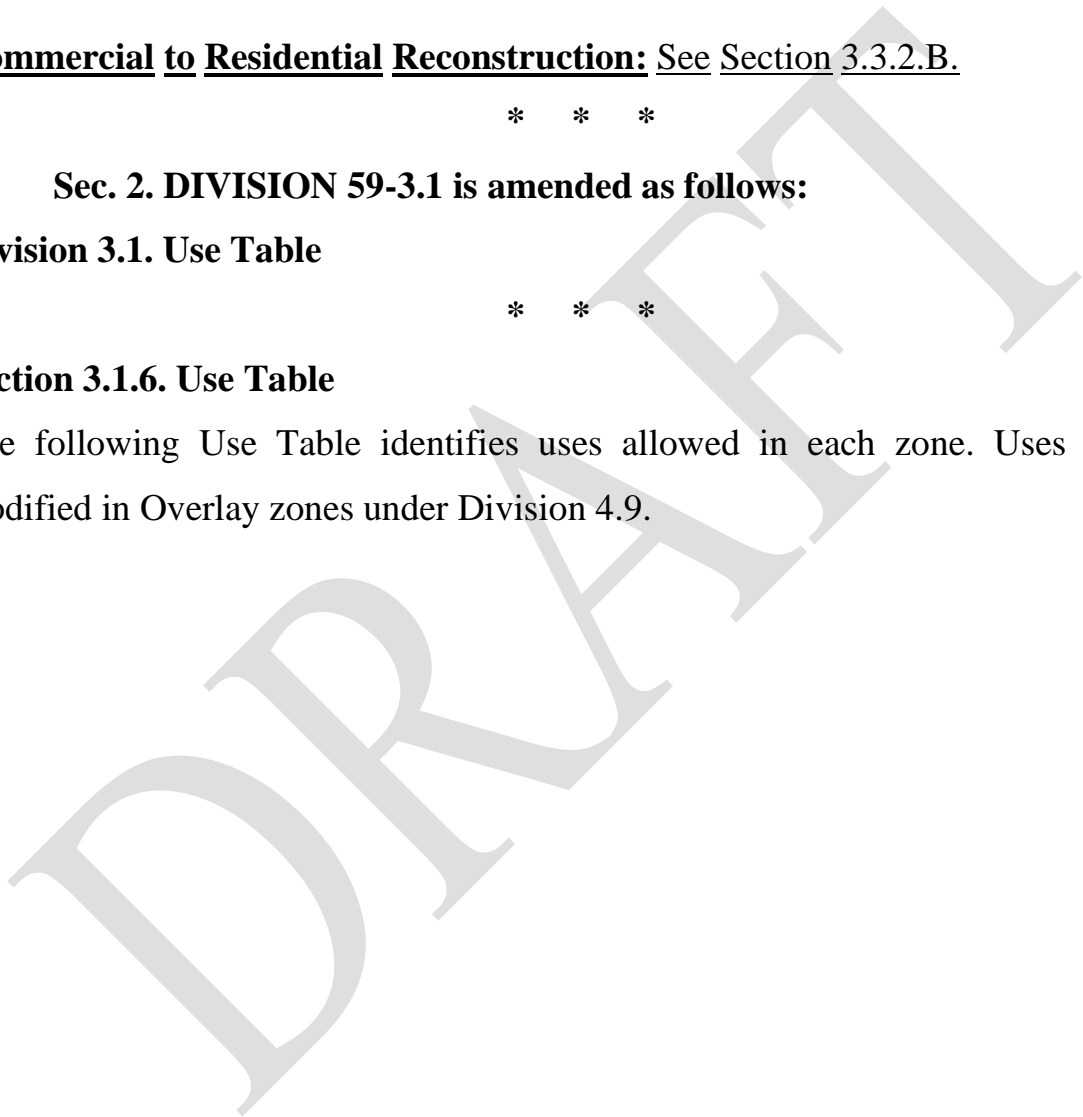 ommercial to Residential Reconstruction: See Section 3.3.2.B.
* * *
Sec. 2. DIVISION 59-3.1 is amended as follows:
vision 3.1. Use Table
* * *
ction 3.1.6. Use Table
e following Use Table identifies uses allowed in each zone. Uses
odified in Overlay zones under Division 4.9.
DRAFT